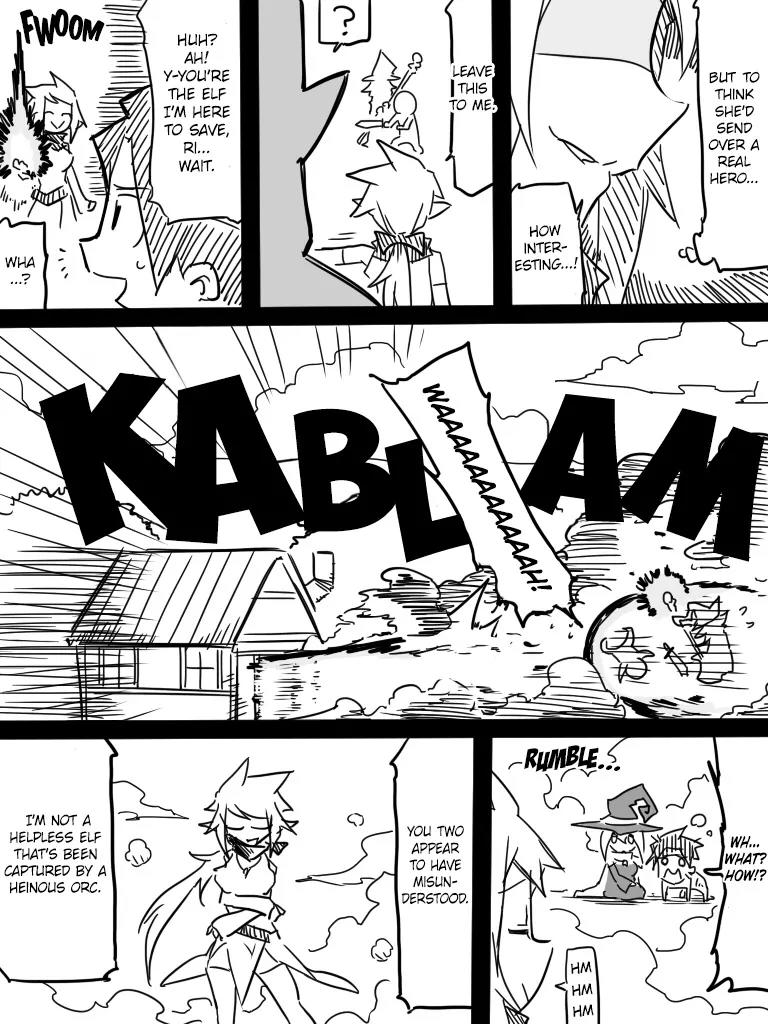 BUT TO
THINK
SHE'D
SEND
OVER A
REAL
HERO...
HOW
INTER-
ESTING...!
LEAVE
THIS
TO ME.
?
HUH?
AH!
Y-YOU'RE
THE ELF
I'M HERE
TO SAVE,
RI...
WAIT.
FWOOM
WHA
...?
KABLAM
WAAAAAAAAAAAH!
RUMBLE...
WH...
WHAT?
HOW!?
HM
HM
HM
YOU TWO
APPEAR
TO HAVE
MISUN-
DERSTOOD.
I'M NOT A
HELPLESS ELF
THAT'S BEEN
CAPTURED BY A
HEINOUS ORC.